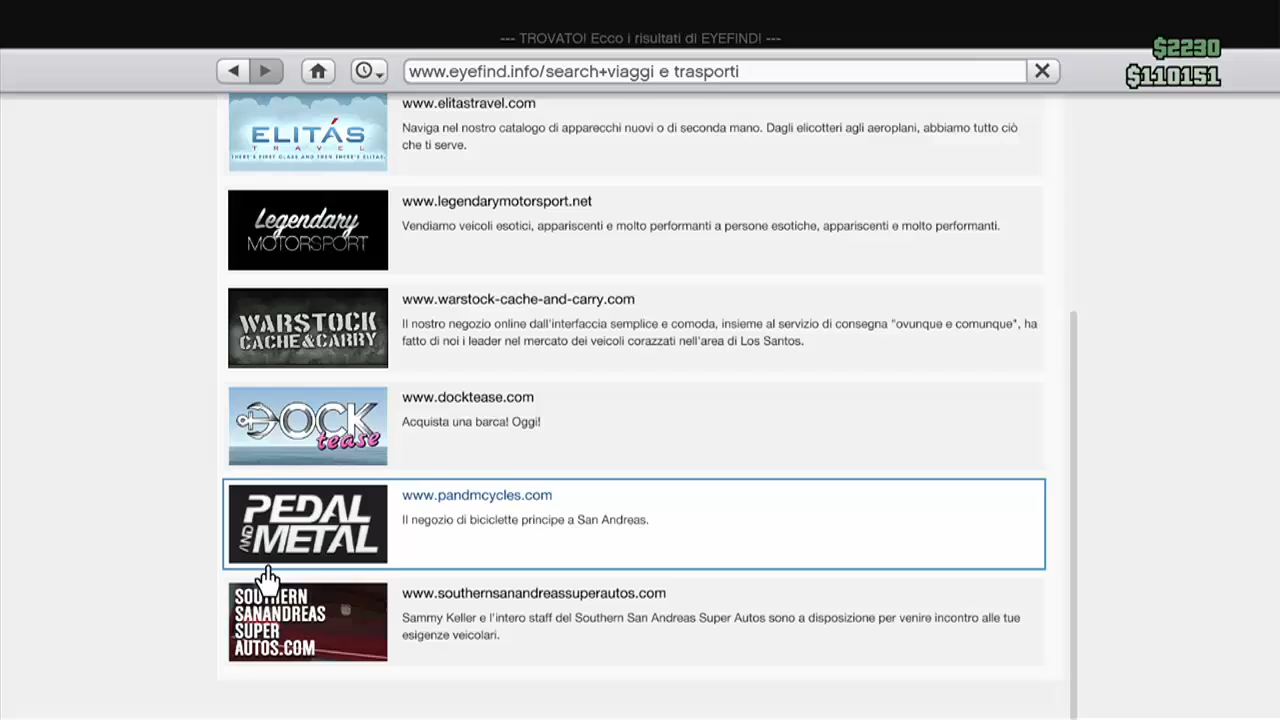 --- TROVATO! Ecco i risultati di EYEFIND! ---
$2230
www.eyefind.info/search+viaggi e trasporti
$110151
ELITÁS
TRAVEL
THERE'S FIRST CLASS AND THEN THERE'S ELITAS.
www.elitastravel.com
Naviga nel nostro catalogo di apparecchi nuovi o di seconda mano. Dagli elicotteri agli aeroplani, abbiamo tutto ciò
che ti serve.
Legendary
MOTORSPORT
www.legendarymotorsport.net
Vendiamo veicoli esotici, appariscenti e molto performanti a persone esotiche, appariscenti e molto performanti.
WARSTOCK
CACHE&CARRY
www.warstock-cache-and-carry.com
Il nostro negozio online dall'interfaccia semplice e comoda, insieme al servizio di consegna "ovunque e comunque", ha
fatto di noi i leader nel mercato dei veicoli corazzati nell'area di Los Santos.
DOCK
tease
www.docktease.com
Acquista una barca! Oggi!
PEDAL
AND METAL
www.pandmcycles.com
Il negozio di biciclette principe a San Andreas.
SOUTHERN
SANANDREAS
SUPER
AUTOS.COM
www.southernsanandreassuperautos.com
Sammy Keller e l'intero staff del Southern San Andreas Super Autos sono a disposizione per venire incontro alle tue
esigenze veicolari.